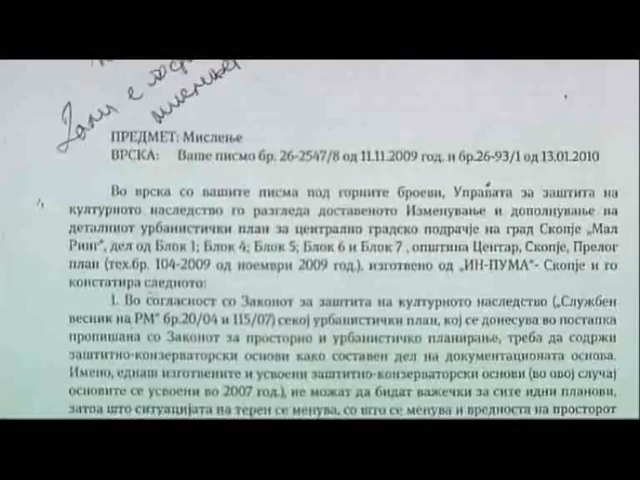 Дали е
мислење
ПРЕДМЕТ: Мислење
ВРСКА: Ваше писмо бр. 26-2547/8 од 11.11.2009 год. и бр.26-93/1 од 13.01.2010
Во врска со вашите писма под горните броеви, Управата за заштита на
културното наследство го разгледа доставеното Изменување и дополнување на
деталниот урбанистички план за централно градско подрачје на град Скопје „Мал
Ринг", дел од Блок 1; Блок 4; Блок 5; Блок 6 и Блок 7 , општина Центар, Скопје, Прелог
план (тех.бр. 104-2009 од ноември 2009 год.), изготвено од „ИН-ПУМА"- Скопје и го
констатира следното:
1. Во согласност со Законот за заштита на културното наследство („Службен
весник на РМ" бр.20/04 и 115/07) секој урбанистички план, кој се донесува во постапка
пропишана со Законот за просторно и урбанистичко планирање, треба да содржи
заштитно-конзерваторски основи како составен дел на документационата основа.
Имено, еднаш изготвените и усвоени заштитно-конзерваторски основи (во овој случај
основите се усвоени во 2007 год.), не можат да бидат важечки за сите идни планови,
затоа што ситуацијата на терен се менува, со што се менува и вредноста на просторот